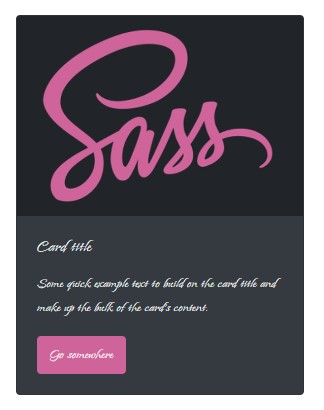 Sass
Card title
Some quick example text to build on the card title and
make up the bulk of the card's content.
Go somewhere